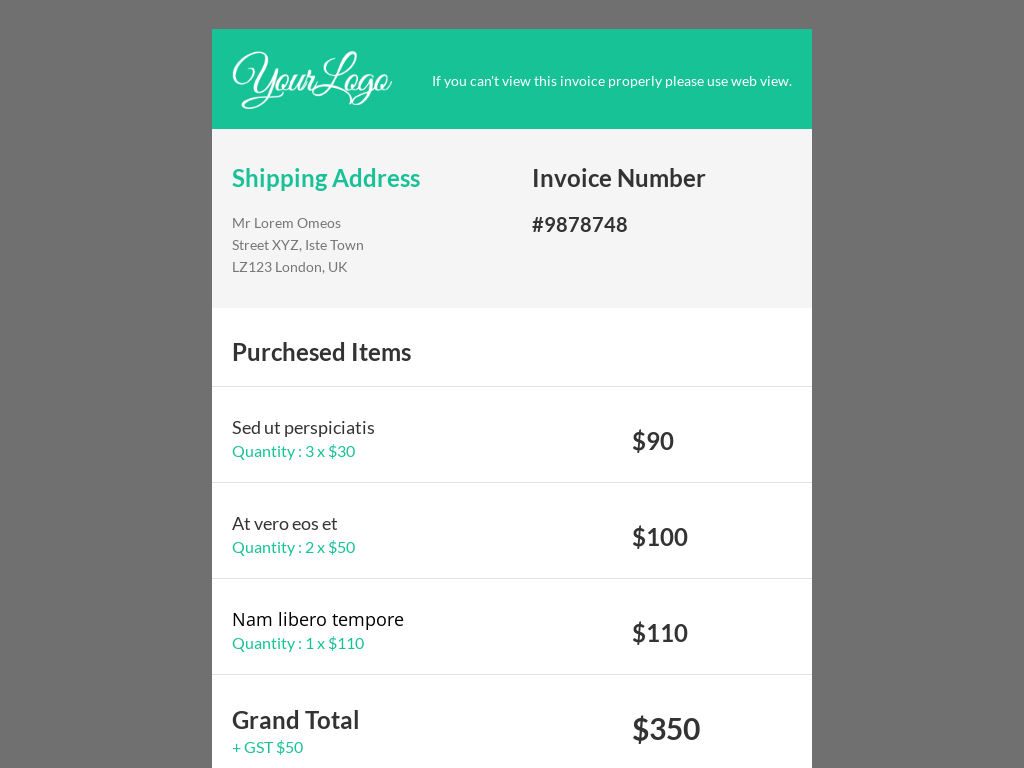 YourLogo
If you can't view this invoice properly please use web view.
Shipping Address
Mr Lorem Omeos
Street XYZ, Iste Town
LZ123 London, UK
Invoice Number
#9878748
Purchesed Items
Sed ut perspiciatis
Quantity : 3 x $30
$90
At vero eos et
Quantity : 2 x $50
$100
Nam libero tempore
Quantity : 1 x $110
$110
Grand Total
+ GST $50
$350